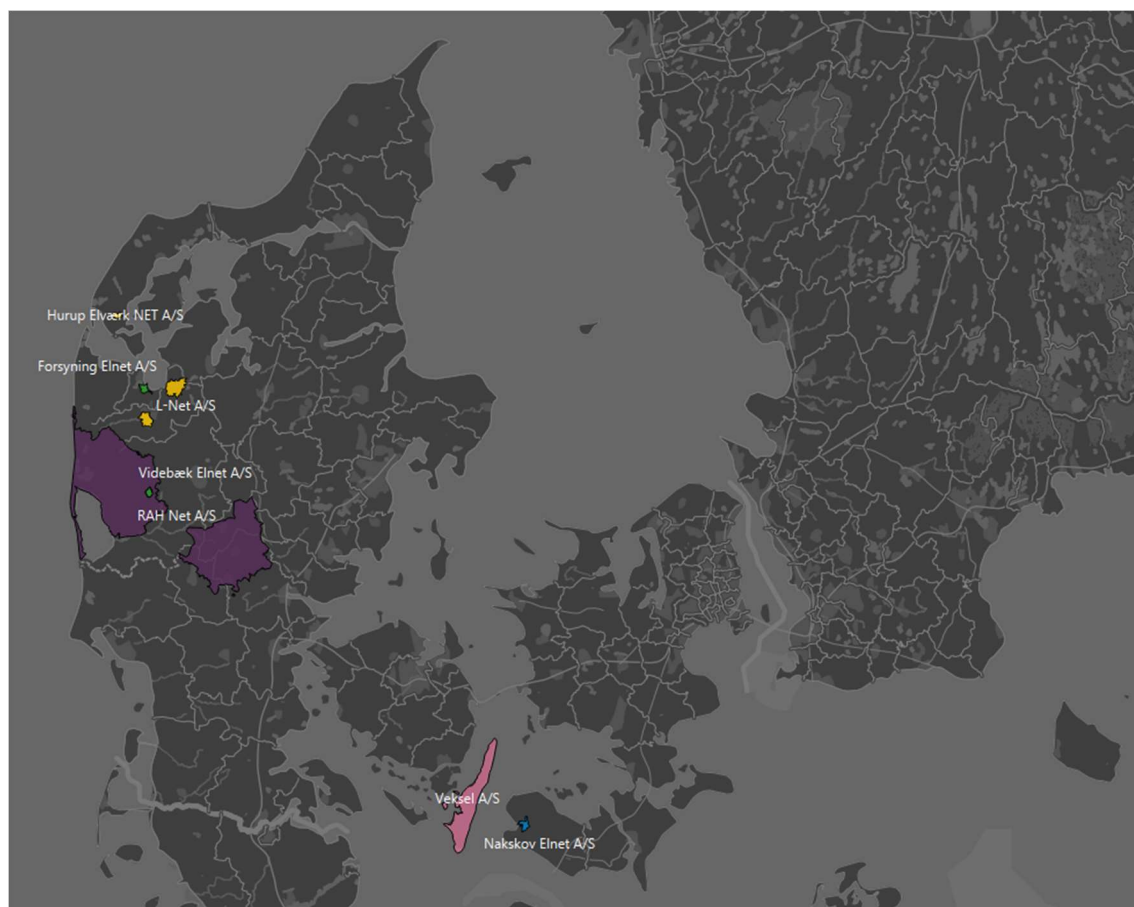 Hurup Elværk NET A/S
Forsyning Elnet A/S
L-Net A/S
Videbæk Elnet A/S
RAH Net A/S
Veksel A/S
Nakskov Elnet A/S